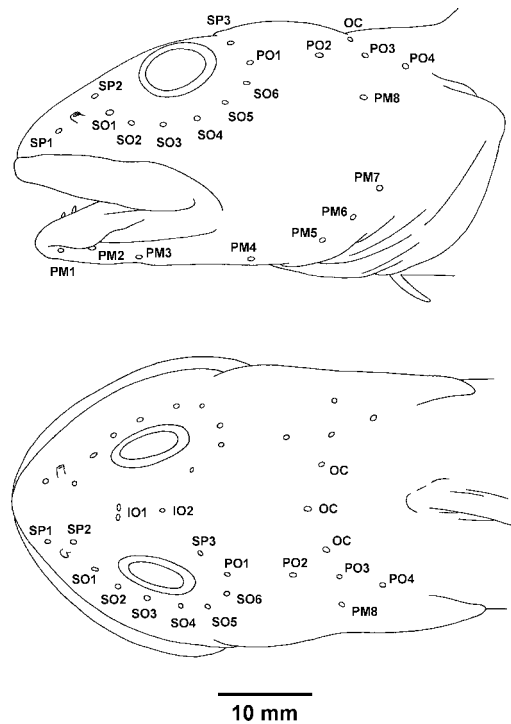 SP3
OC
PO1
PO2
PO3
PO4
SP2
SO6
PM8
SO1
SO5
SO2
SO3
SO4
SP1
PM7
PM6
PM5
PM1
PM2
PM3
PM4
OC
IO1
IO2
OC
SP1
SP2
SP3
OC
SO1
PO1
PO2
PO3
PO4
SO2
SO3
SO6
SO4
SO5
PM8
10 mm